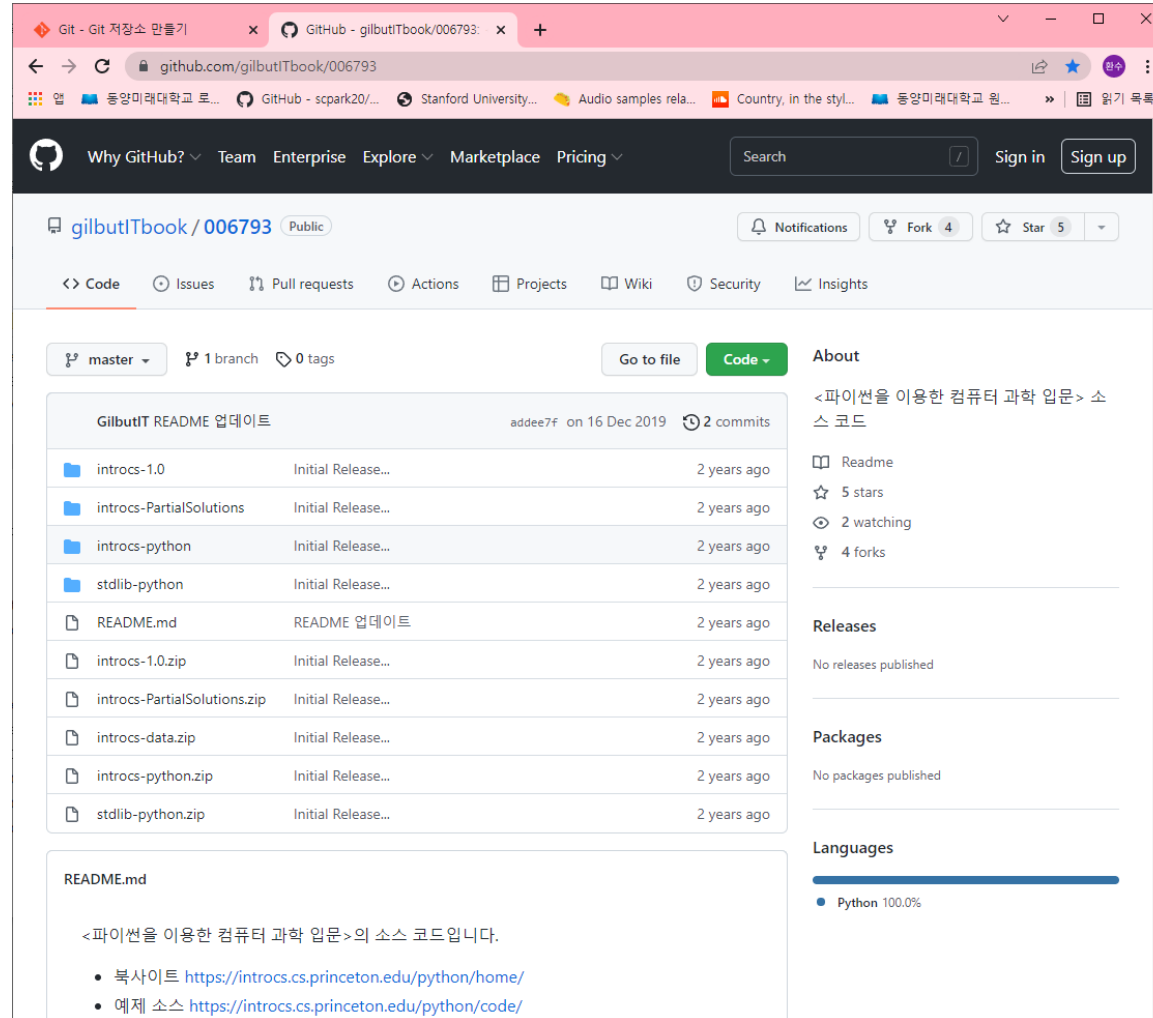 Git - Git 저장소 만들기
GitHub - gilbutITbook/006793:
github.com/gilbutITbook/006793
한수
앱 동양미래대학교 로... GitHub - scpark20/... Stanford University... Audio samples rela... Country, in the styl... 동양미래대학교 원... » 읽기 목록
Why GitHub? Team Enterprise Explore Marketplace Pricing Search / Sign in Sign up
gilbutITbook / 006793 Public Notifications Fork 4 Star 5
<> Code Issues Pull requests Actions Projects Wiki Security Insights
master 1 branch 0 tags Go to file Code
GilbutIT README 업데이트 addee7f on 16 Dec 2019 2 commits
introcs-1.0 Initial Release... 2 years ago
introcs-PartialSolutions Initial Release... 2 years ago
introcs-python Initial Release... 2 years ago
stdlib-python Initial Release... 2 years ago
README.md README 업데이트 2 years ago
introcs-1.0.zip Initial Release... 2 years ago
introcs-PartialSolutions.zip Initial Release... 2 years ago
introcs-data.zip Initial Release... 2 years ago
introcs-python.zip Initial Release... 2 years ago
stdlib-python.zip Initial Release... 2 years ago
README.md
<파이썬을 이용한 컴퓨터 과학 입문>의 소스 코드입니다.
• 북사이트 https://introcs.cs.princeton.edu/python/home/
• 예제 소스 https://introcs.cs.princeton.edu/python/code/
About
<파이썬을 이용한 컴퓨터 과학 입문> 소
스 코드
Readme
5 stars
2 watching
4 forks
Releases
No releases published
Packages
No packages published
Languages
Python 100.0%